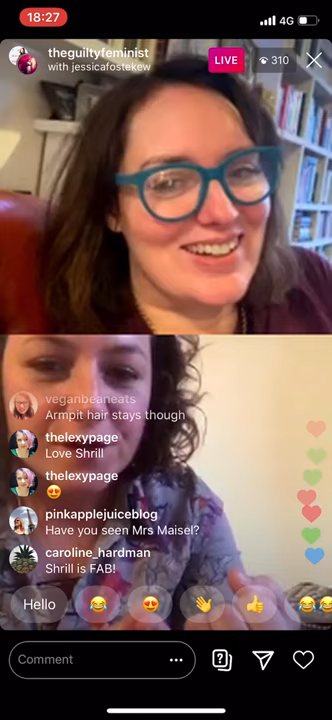 18:27
4G
theguiltyfeminist
with jessicafostekew
LIVE
310
veganbeaneats
Armpit hair stays though
thelexypage
Love Shrill
thelexypage
😍
pinkapplejuiceblog
Have you seen Mrs Maisel?
caroline_hardman
Shrill is FAB!
Hello 😂 😍 👋 👍 😂😂
Comment